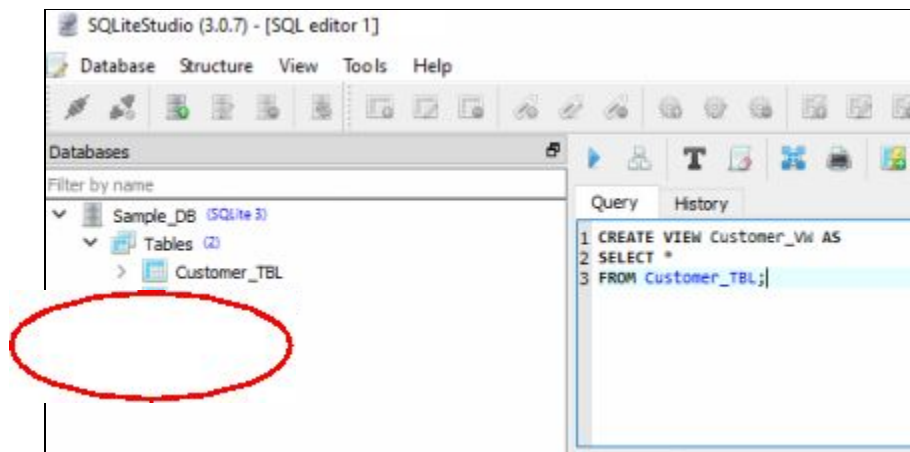 SQLiteStudio (3.0.7) - [SQL editor 1]
Database Structure View Tools Help
Databases
Filter by name
Sample_DB (SQLite 3)
Tables (2)
Customer_TBL
Query History
1 CREATE VIEW Customer_VW AS
2 SELECT *
3 FROM Customer_TBL;